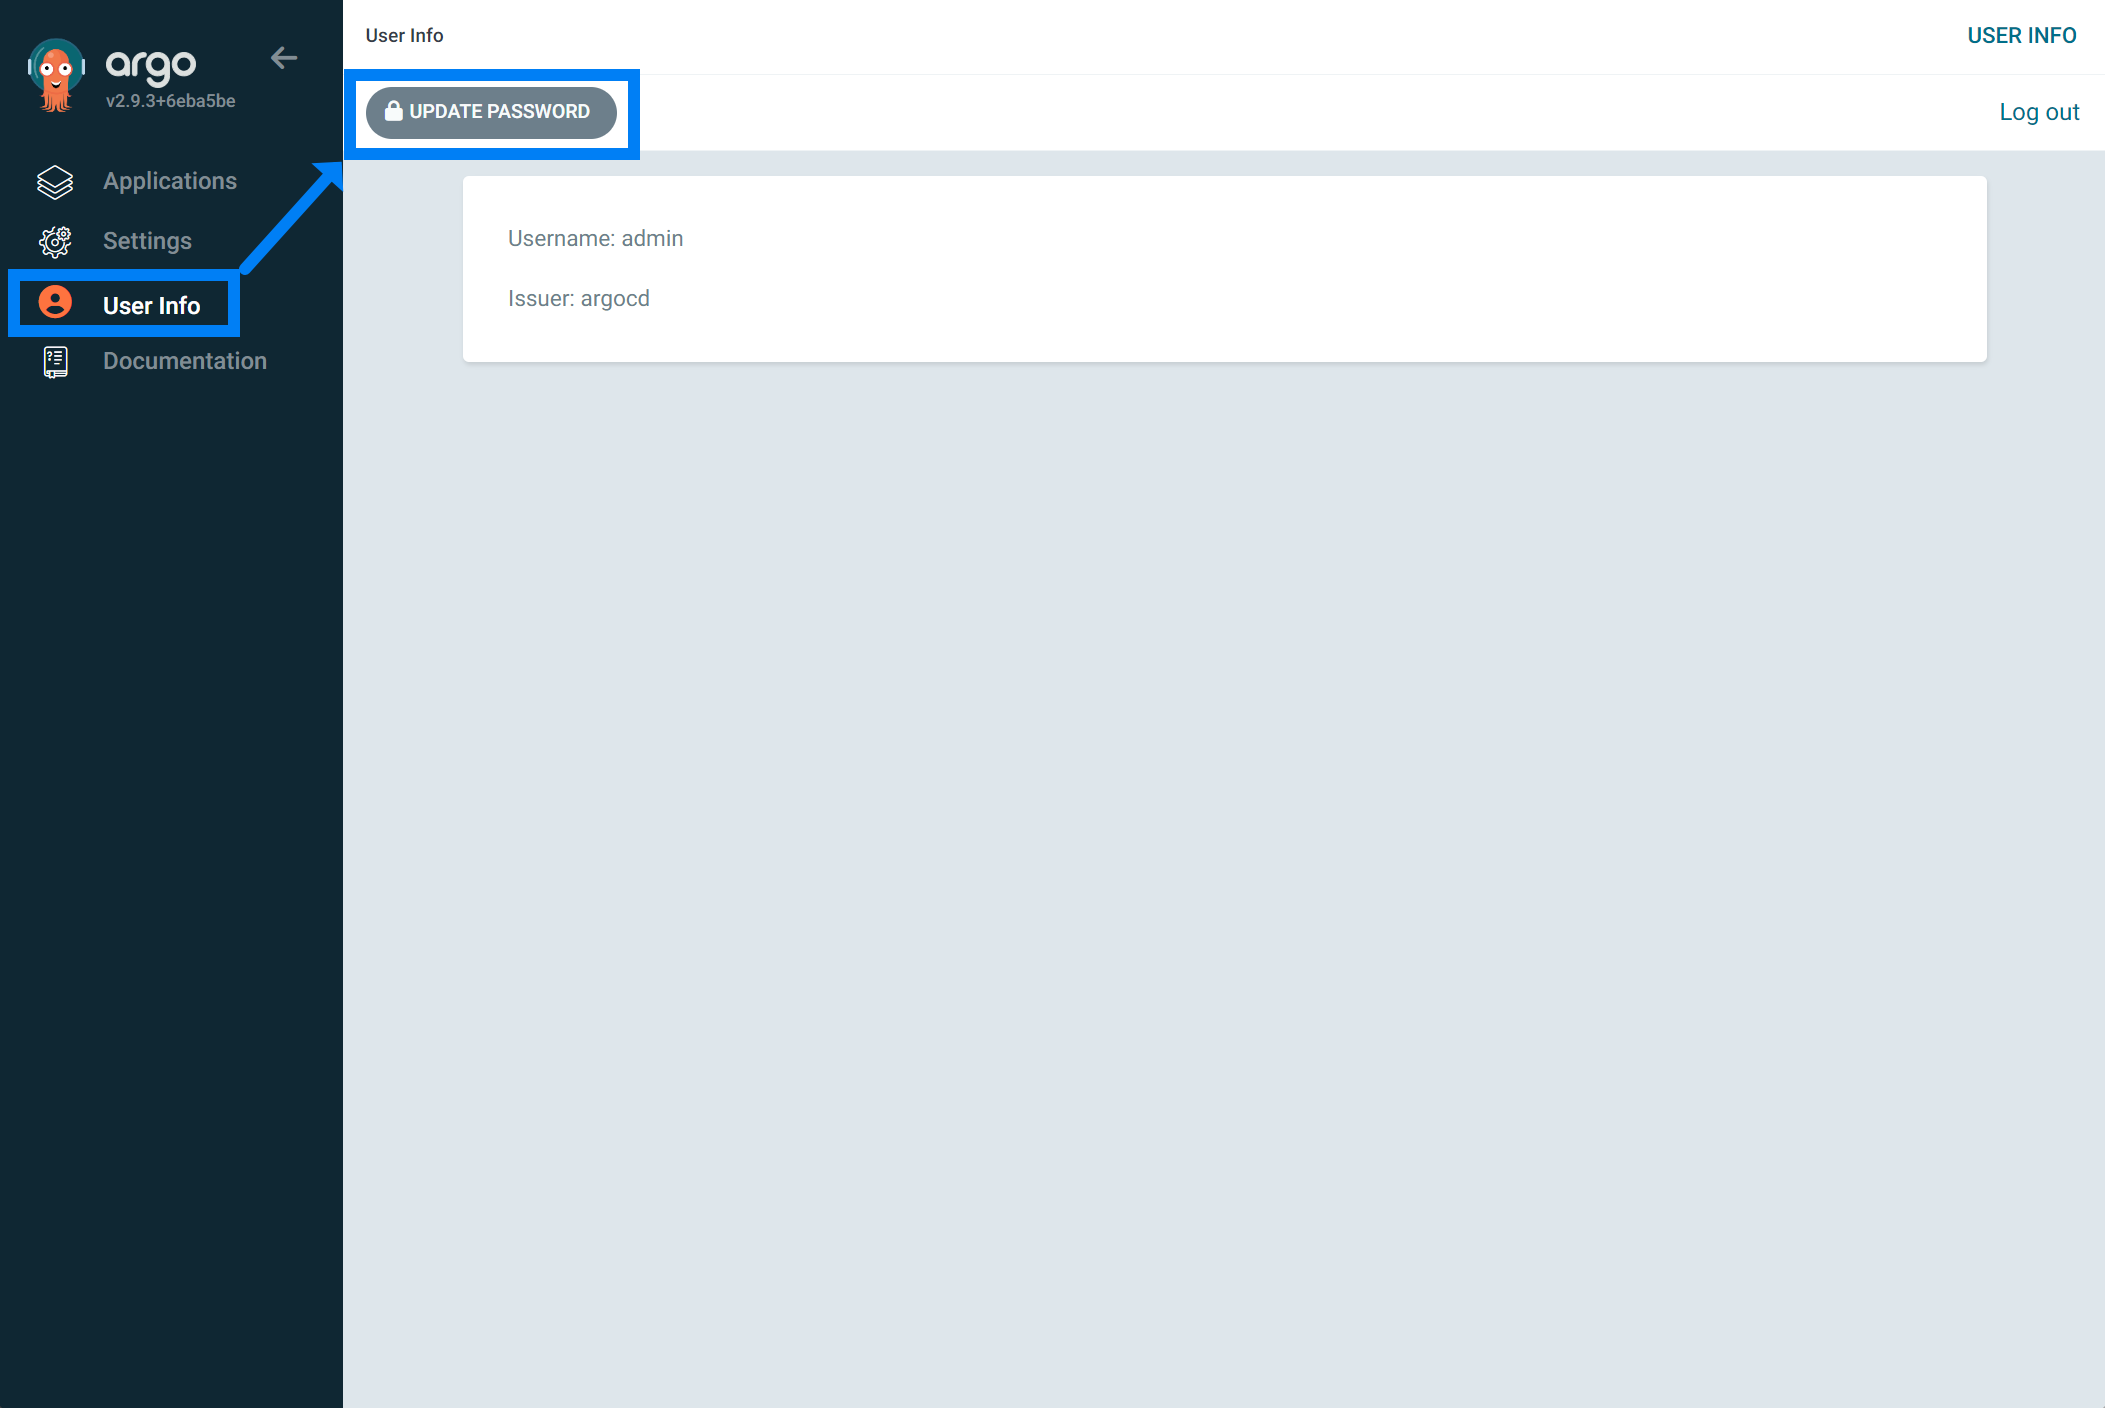 argo
v2.9.3+6eba5be
Applications
Settings
User Info
Documentation
User Info
USER INFO
UPDATE PASSWORD
Log out
Username: admin
Issuer: argocd